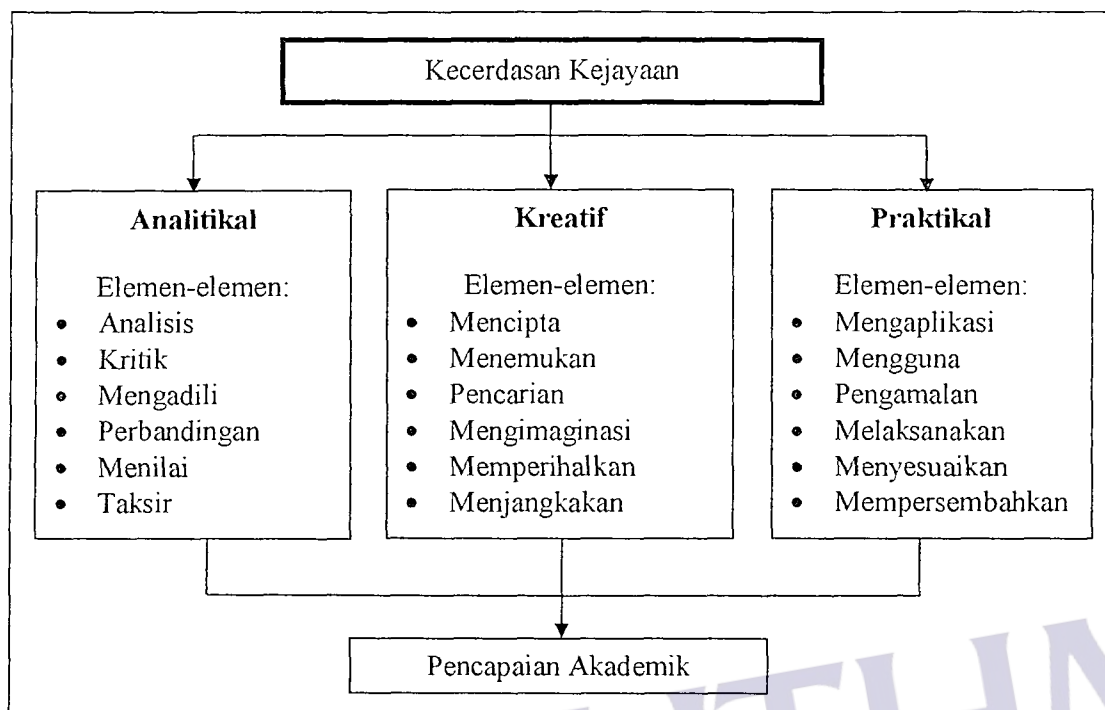 Kecerdasan Kejayaan
Analitikal
Elemen-elemen:
• Analisis
• Kritik
• Mengadili
• Perbandingan
• Menilai
• Taksir
Kreatif
Elemen-elemen:
• Mencipta
• Menemukan
• Pencarian
• Mengimaginasi
• Memperihalkan
• Menjangkakan
Praktikal
Elemen-elemen:
• Mengaplikasi
• Mengguna
• Pengamalan
• Melaksanakan
• Menyesuaikan
• Mempersembahkan
Pencapaian Akademik